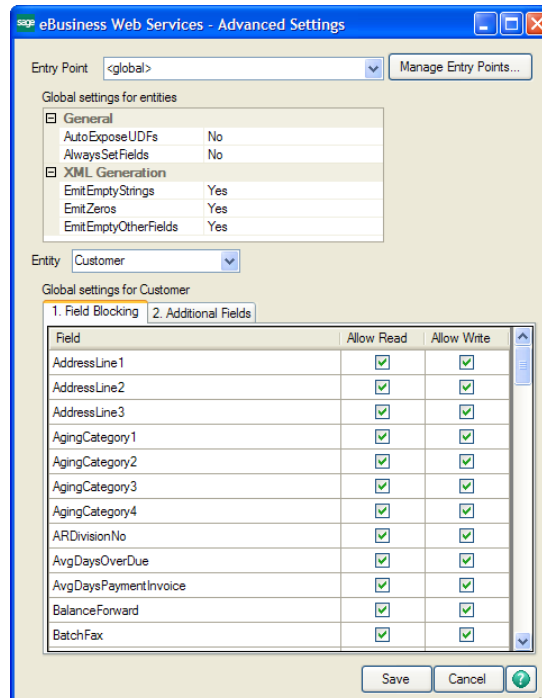 sage eBusiness Web Services - Advanced Settings
Entry Point <global> Manage Entry Points...
Global settings for entities
General
AutoExposeUDFs No
AlwaysSetFields No
XML Generation
EmitEmptyStrings Yes
EmitZeros Yes
EmitEmptyOtherFields Yes
Entity Customer
Global settings for Customer
1. Field Blocking 2. Additional Fields
Field Allow Read Allow Write
AddressLine1
AddressLine2
AddressLine3
AgingCategory1
AgingCategory2
AgingCategory3
AgingCategory4
ARDivisionNo
AvgDaysOverDue
AvgDaysPaymentInvoice
BalanceForward
BatchFax
Save Cancel ?